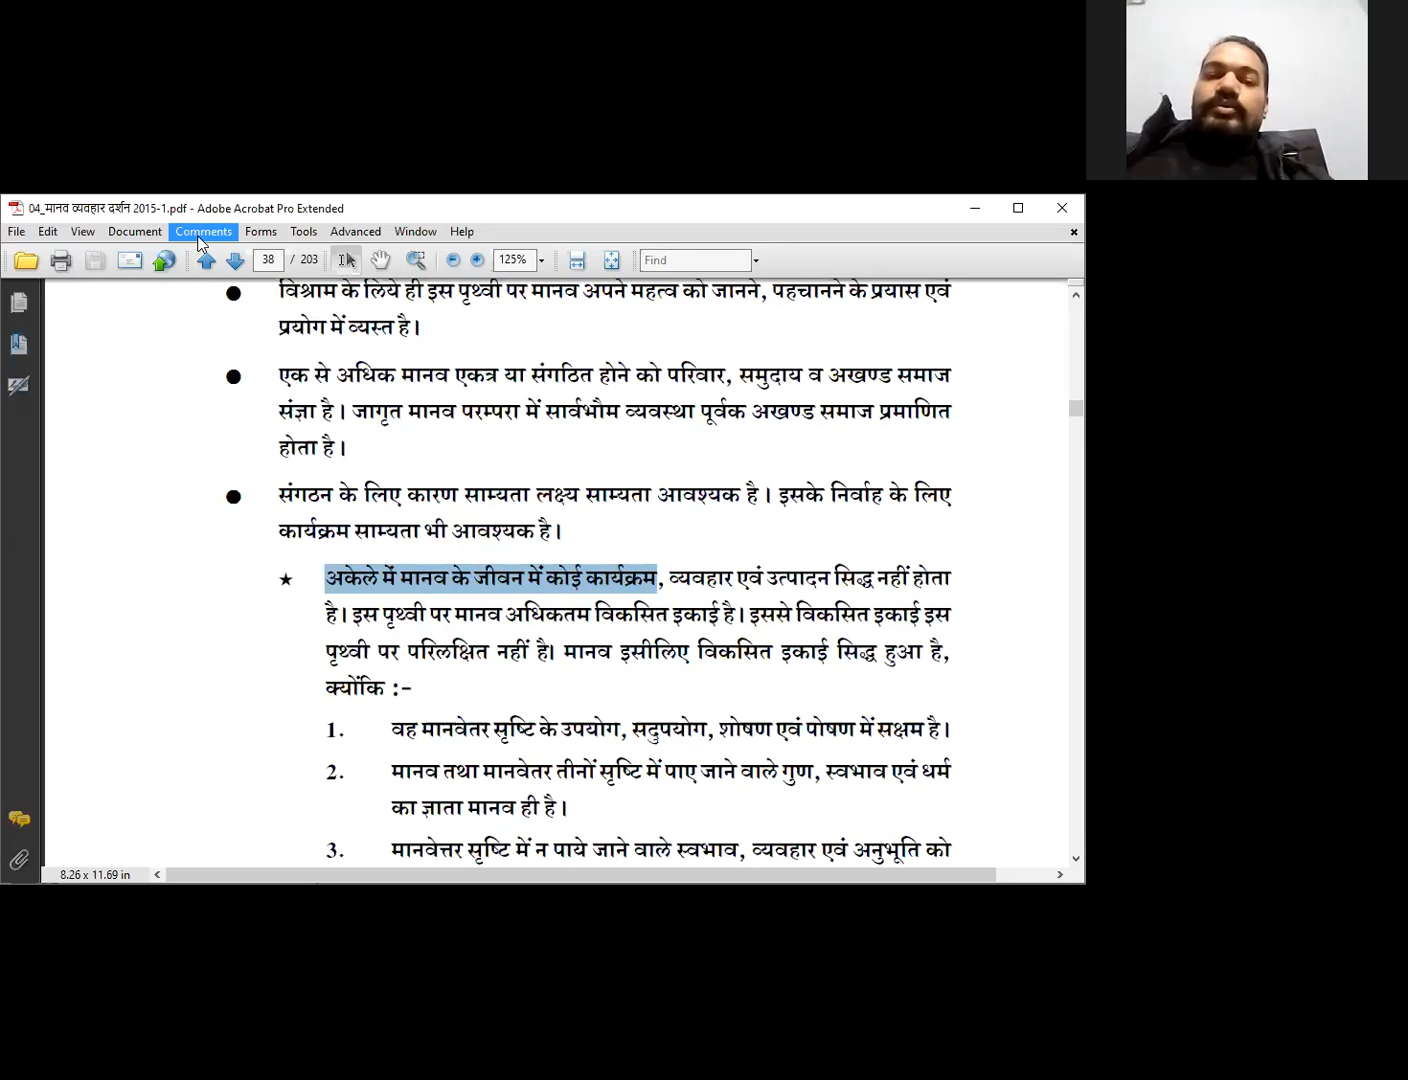 04_मानव व्यवहार दर्शन 2015-1.pdf - Adobe Acrobat Pro Extended
File Edit View Document Comments Forms Tools Advanced Window Help
38 / 203 125% Find
विश्राम के लिये ही इस पृथ्वी पर मानव अपने महत्व को जानने, पहचानने के प्रयास एवं
प्रयोग में व्यस्त है।
एक से अधिक मानव एकत्र या संगठित होने को परिवार, समुदाय व अखण्ड समाज
संज्ञा है। जागृत मानव परम्परा में सार्वभौम व्यवस्था पूर्वक अखण्ड समाज प्रमाणित
होता है।
संगठन के लिए कारण साम्यता लक्ष्य साम्यता आवश्यक है। इसके निर्वाह के लिए
कार्यक्रम साम्यता भी आवश्यक है।
★ अकेले में मानव के जीवन में कोई कार्यक्रम, व्यवहार एवं उत्पादन सिद्ध नहीं होता
है। इस पृथ्वी पर मानव अधिकतम विकसित इकाई है। इससे विकसित इकाई इस
पृथ्वी पर परिलक्षित नहीं है। मानव इसीलिए विकसित इकाई सिद्ध हुआ है,
क्योंकि :-
1. वह मानवेतर सृष्टि के उपयोग, सदुपयोग, शोषण एवं पोषण में सक्षम है।
2. मानव तथा मानवेतर तीनों सृष्टि में पाए जाने वाले गुण, स्वभाव एवं धर्म
का ज्ञाता मानव ही है।
3. मानवेत्तर सृष्टि में न पाये जाने वाले स्वभाव, व्यवहार एवं अनुभूति को
8.26 x 11.69 in